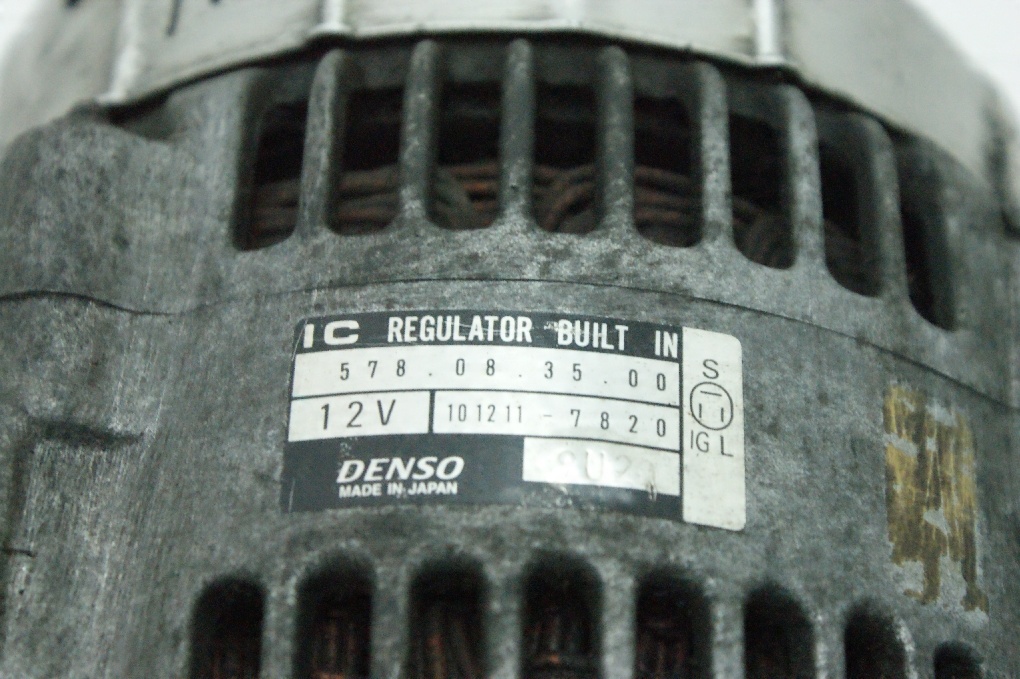 IC REGULATOR BUILT IN
578.08.35.00
12V 101211-7820
DENSO
MADE IN JAPAN
S
IG L